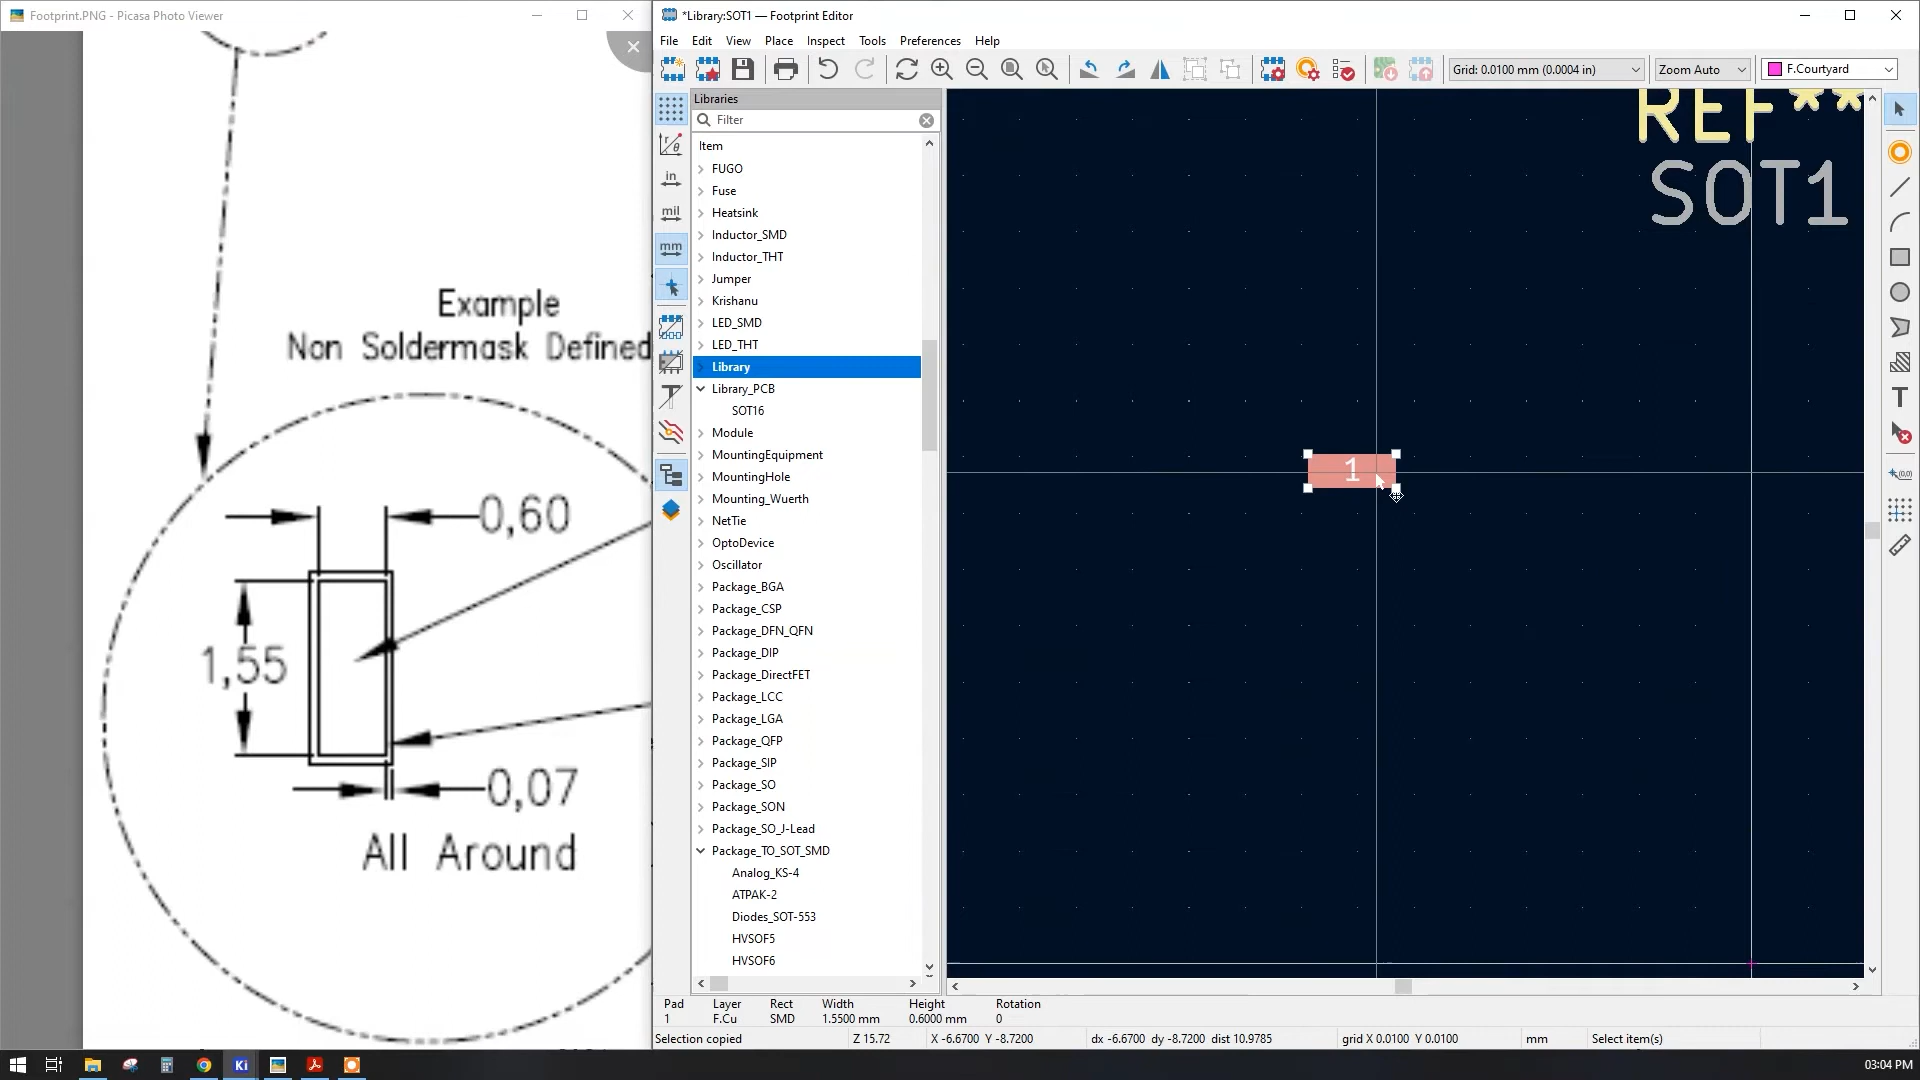 Footprint.PNG - Picasa Photo Viewer
Example
Non Soldermask Defined
0,60
1,55
0,07
All Around
*Library:SOT1 — Footprint Editor
File Edit View Place Inspect Tools Preferences Help
Grid: 0.0100 mm (0.0004 in)
Zoom Auto
F.Courtyard
in
mil
mm
Libraries
Filter
Item
FUGO
Fuse
Heatsink
Inductor_SMD
Inductor_THT
Jumper
Krishanu
LED_SMD
LED_THT
Library
Library_PCB
SOT16
Module
MountingEquipment
MountingHole
Mounting_Wuerth
NetTie
OptoDevice
Oscillator
Package_BGA
Package_CSP
Package_DFN_QFN
Package_DIP
Package_DirectFET
Package_LCC
Package_LGA
Package_QFP
Package_SIP
Package_SO
Package_SON
Package_SO_J-Lead
Package_TO_SOT_SMD
Analog_KS-4
ATPAK-2
Diodes_SOT-553
HVSOF5
HVSOF6
REF**
SOT1
1
(0,0)
Pad Layer Rect Width Height Rotation
1 F.Cu SMD 1.5500 mm 0.6000 mm 0
Selection copied Z 15.72 X -6.6700 Y -8.7200 dx -6.6700 dy -8.7200 dist 10.9785 grid X 0.0100 Y 0.0100 mm Select item(s)
Ki
03:04 PM